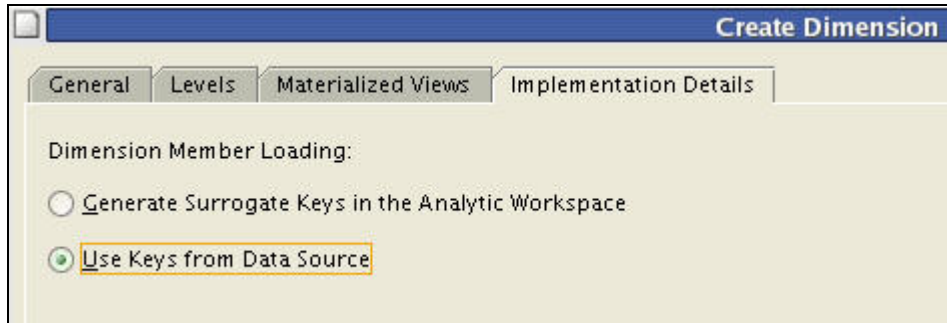 Create Dimension
General Levels Materialized Views Implementation Details
Dimension Member Loading:
Generate Surrogate Keys in the Analytic Workspace
Use Keys from Data Source